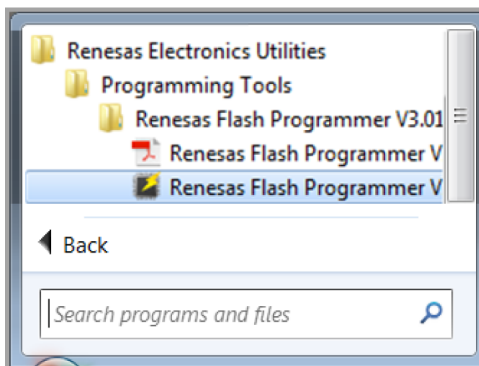 Renesas Electronics Utilities
Programming Tools
Renesas Flash Programmer V3.01
Renesas Flash Programmer V
Renesas Flash Programmer V
Back
Search programs and files